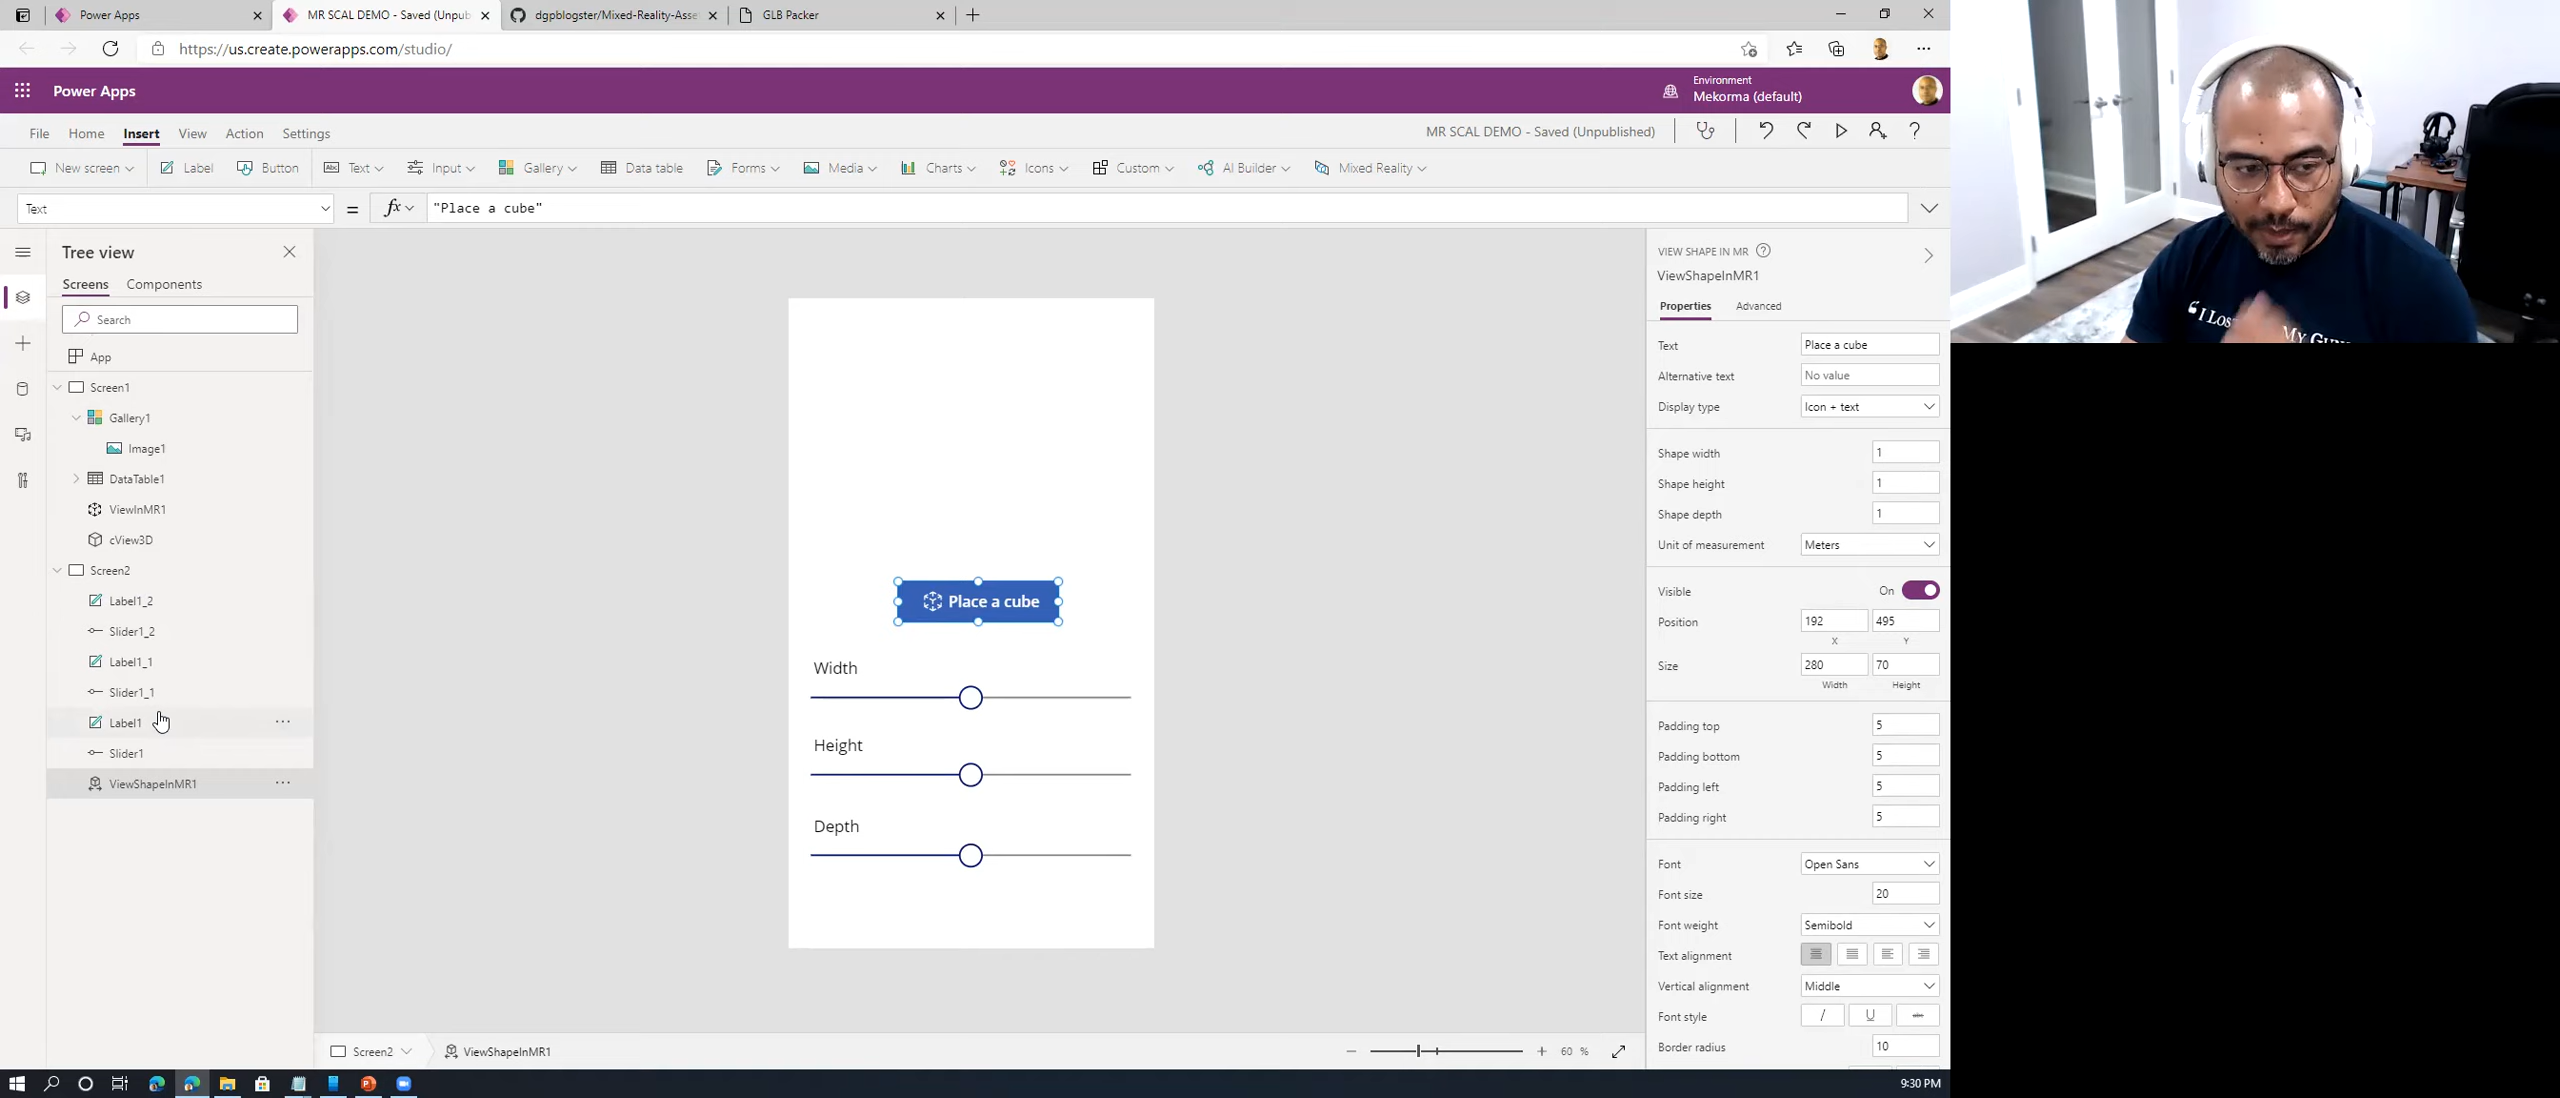 Power Apps
MR SCAL DEMO - Saved (Unpub
dgpblogster/Mixed-Reality-Asse
GLB Packer
https://us.create.powerapps.com/studio/
Power Apps
Environment
Mekorma (default)
File Home Insert View Action Settings
MR SCAL DEMO - Saved (Unpublished)
New screen Label Button Text Input Gallery Data table Forms Media Charts Icons Custom AI Builder Mixed Reality
Text = fx "Place a cube"
Tree view
Screens Components
Search
App
Screen1
Gallery1
Image1
DataTable1
ViewInMR1
cView3D
Screen2
Label1_2
Slider1_2
Label1_1
Slider1_1
Label1
Slider1
ViewShapeInMR1
Place a cube
Width
Height
Depth
VIEW SHAPE IN MR
ViewShapeInMR1
Properties Advanced
Text Place a cube
Alternative text No value
Display type Icon + text
Shape width 1
Shape height 1
Shape depth 1
Unit of measurement Meters
Visible On
Position 192 495
X Y
Size 280 70
Width Height
Padding top 5
Padding bottom 5
Padding left 5
Padding right 5
Font Open Sans
Font size 20
Font weight Semibold
Text alignment
Vertical alignment Middle
Font style / U abc
Border radius 10
Screen2 ViewShapeInMR1
60 %
9:30 PM
“I Los
My